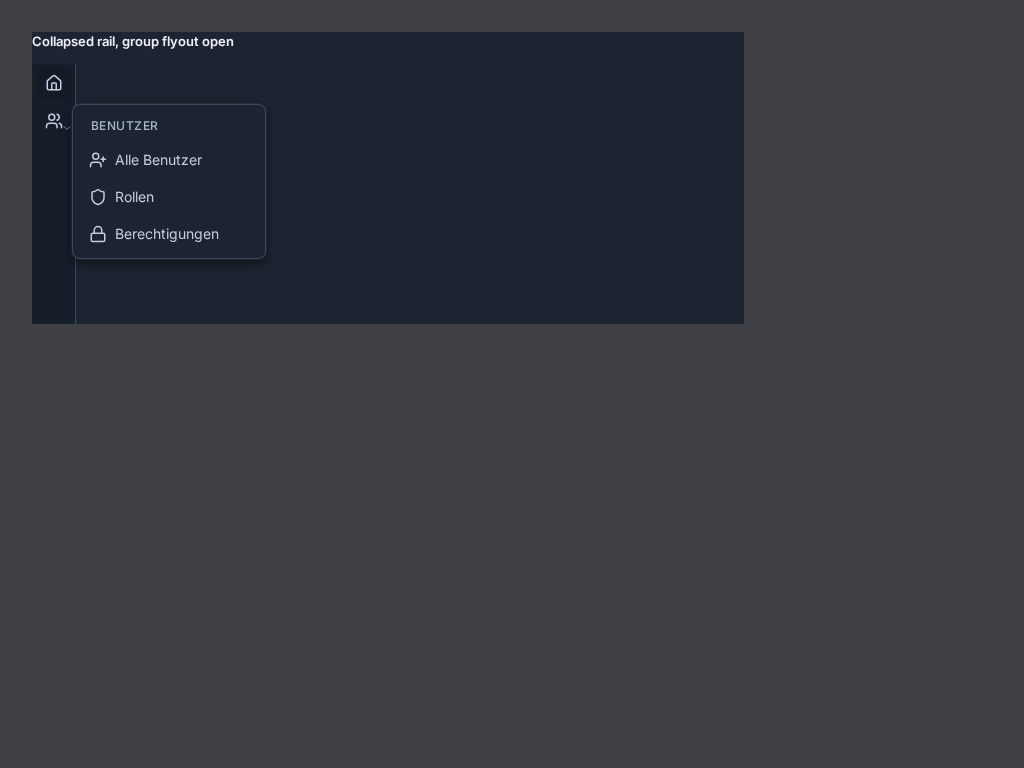 Collapsed rail, group flyout open
BENUTZER
Alle Benutzer
Rollen
Berechtigungen